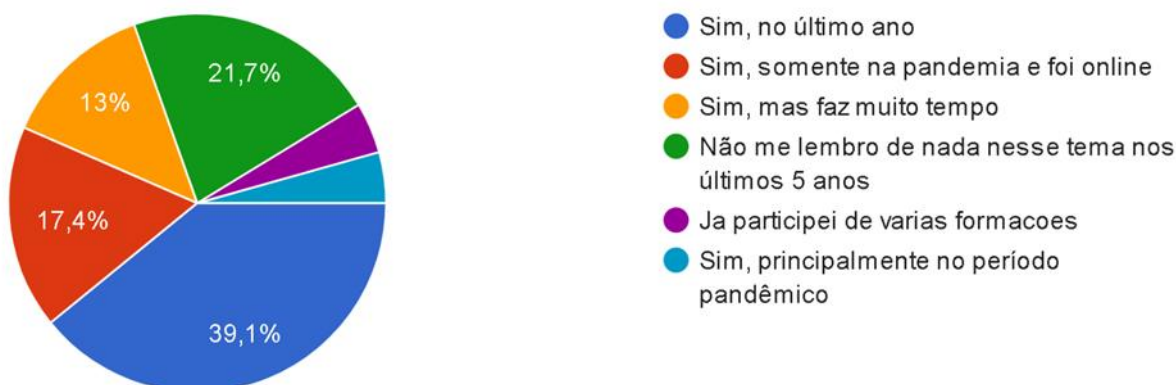 21,7%
13%
17,4%
39,1%
Sim, no último ano
Sim, somente na pandemia e foi online
Sim, mas faz muito tempo
Não me lembro de nada nesse tema nos
últimos 5 anos
Ja participei de varias formacoes
Sim, principalmente no período
pandêmico